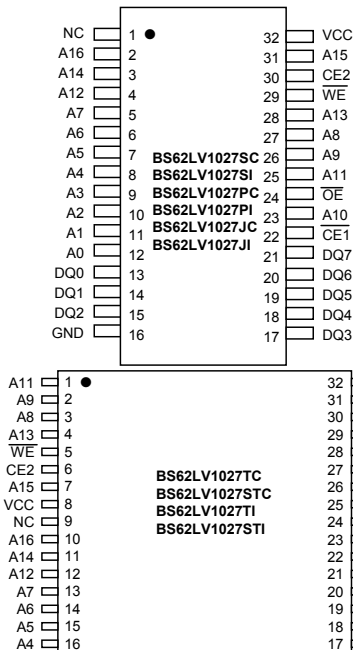 NC 1 32 VCC
A16 2 31 A15
A14 3 30 CE2
A12 4 29 WE
A7 5 28 A13
A6 6 27 A8
A5 7 BS62LV1027SC 26 A9
A4 8 BS62LV1027SI 25 A11
A3 9 BS62LV1027PC 24 OE
A2 10 BS62LV1027PI 23 A10
A1 11 BS62LV1027JC 22 CE1
A0 12 BS62LV1027JI 21 DQ7
DQ0 13 20 DQ6
DQ1 14 19 DQ5
DQ2 15 18 DQ4
GND 16 17 DQ3
A11 1 32
A9 2 31
A8 3 30
A13 4 29
WE 5 28
CE2 6 27
A15 7 BS62LV1027TC 26
VCC 8 BS62LV1027STC 25
NC 9 BS62LV1027TI 24
A16 10 BS62LV1027STI 23
A14 11 22
A12 12 21
A7 13 20
A6 14 19
A5 15 18
A4 16 17